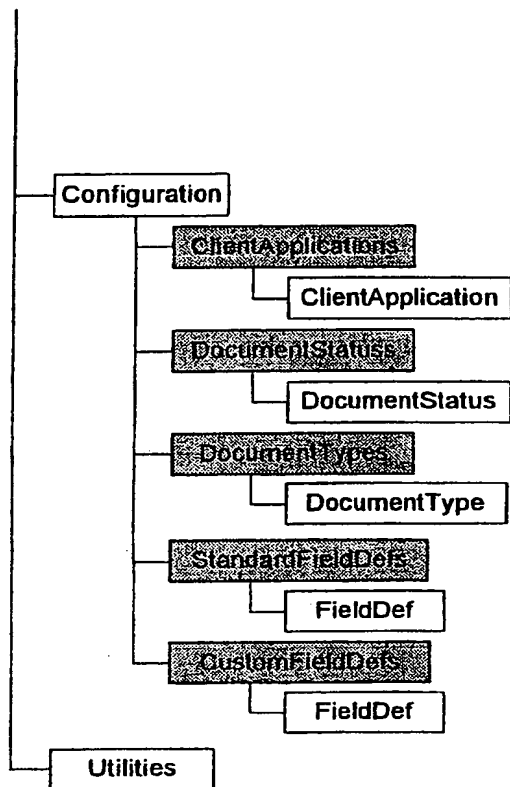 Configuration
ClientApplications
ClientApplication
DocumentStatuss
DocumentStatus
DocumentTypes
DocumentType
StandardFieldDefs
FieldDef
CustomFieldDefs
FieldDef
Utilities